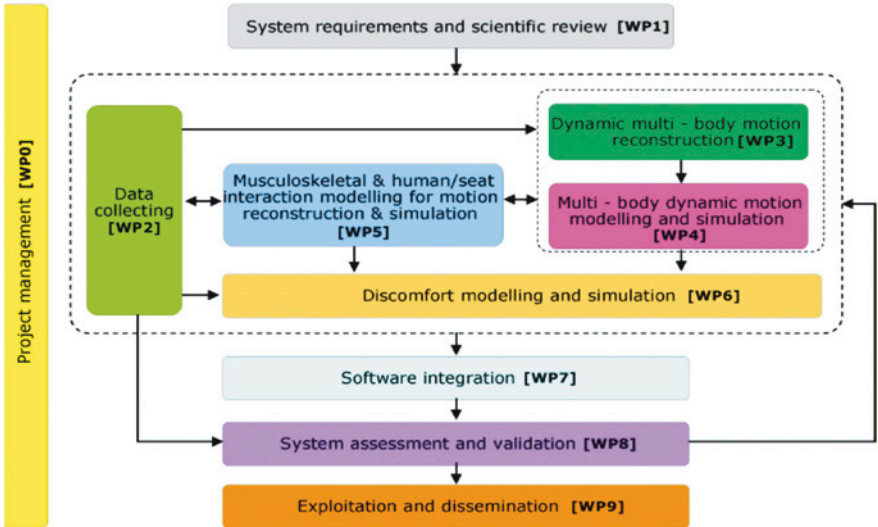 Project management [WP0]
System requirements and scientific review [WP1]
Data
collecting
[WP2]
Dynamic multi - body motion
reconstruction [WP3]
Musculoskeletal & human/seat
interaction modelling for motion
reconstruction & simulation
[WP5]
Multi - body dynamic motion
modelling and simulation
[WP4]
Discomfort modelling and simulation [WP6]
Software integration [WP7]
System assessment and validation [WP8]
Exploitation and dissemination [WP9]